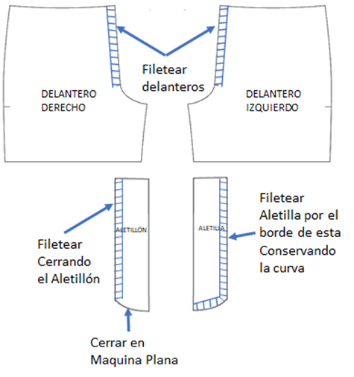 Filetear
delanteros
DELANTERO
DERECHO
DELANTERO
IZQUIERDO
Filetear
Cerrando
el Aletillón
ALETILLÓN
ALETILLA
Filetear
Aletilla por el
borde de esta
Conservando
la curva
Cerrar en
Maquina Plana